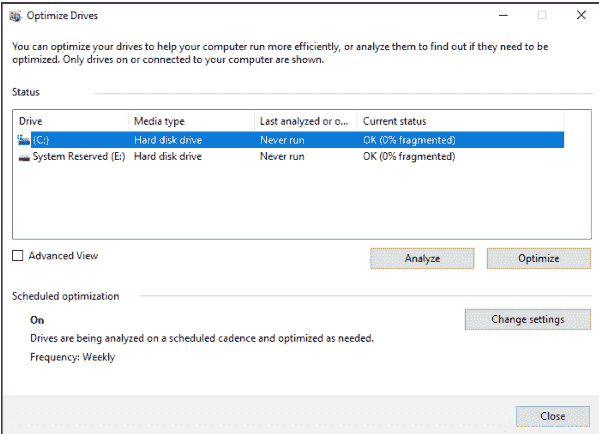 Optimize Drives
You can optimize your drives to help your computer run more efficiently, or analyze them to find out if they need to be
optimized. Only drives on or connected to your computer are shown.
Status
Drive Media type Last analyzed or o... Current status
(C:) Hard disk drive Never run OK (0% fragmented)
System Reserved (E:) Hard disk drive Never run OK (0% fragmented)
Advanced View Analyze Optimize
Scheduled optimization
On Change settings
Drives are being analyzed on a scheduled cadence and optimized as needed.
Frequency: Weekly
Close